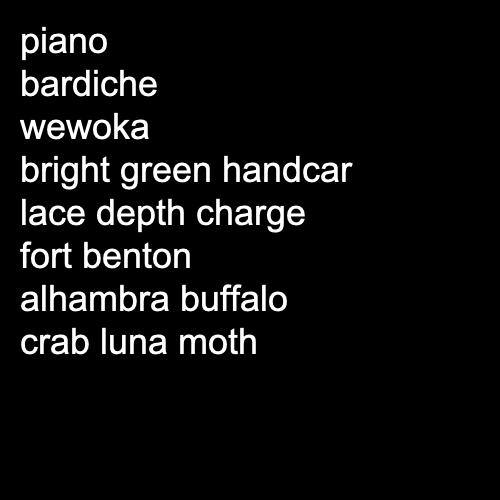 piano
bardiche
wewoka
bright green handcar
lace depth charge
fort benton
alhambra buffalo
crab luna moth